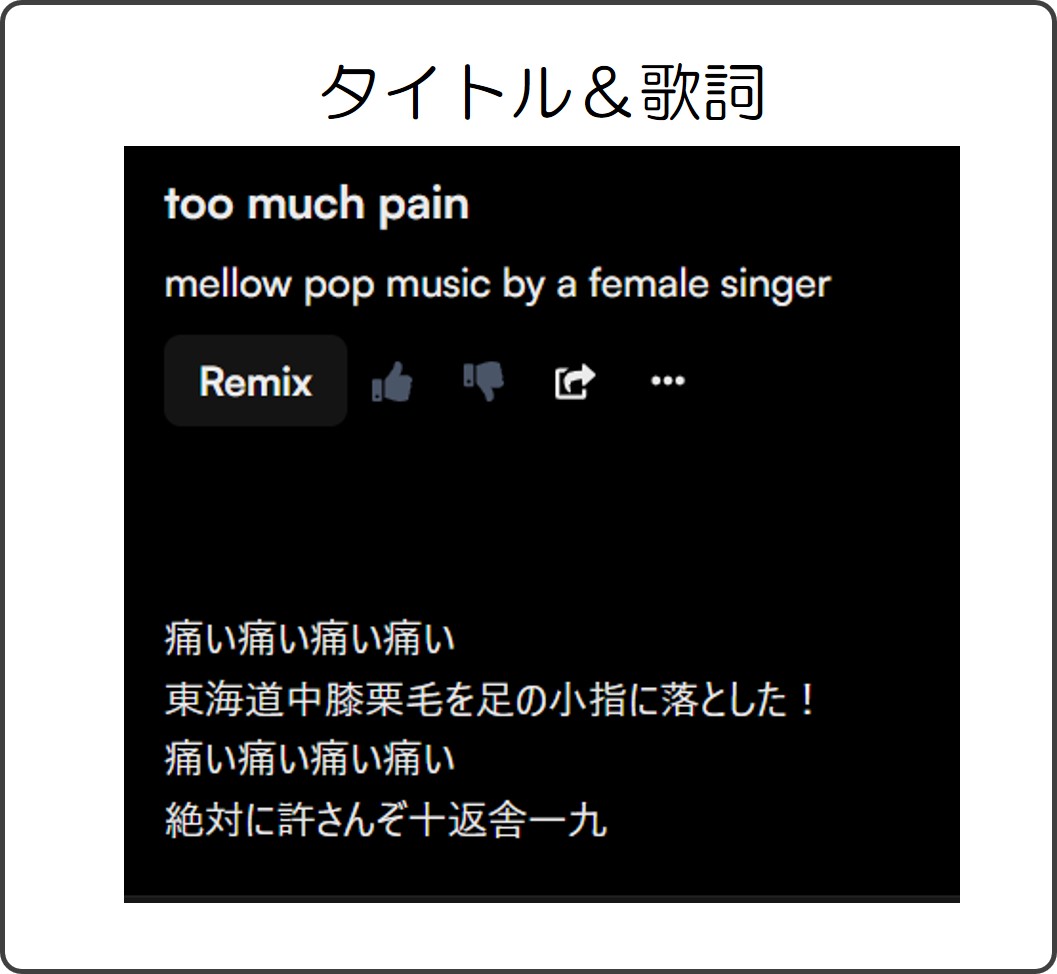 タイトル＆歌詞
too much pain
mellow pop music by a female singer
Remix
痛い痛い痛い痛い
東海道中膝栗毛を足の小指に落とした！
痛い痛い痛い痛い
絶対に許さんぞ十返舎一九